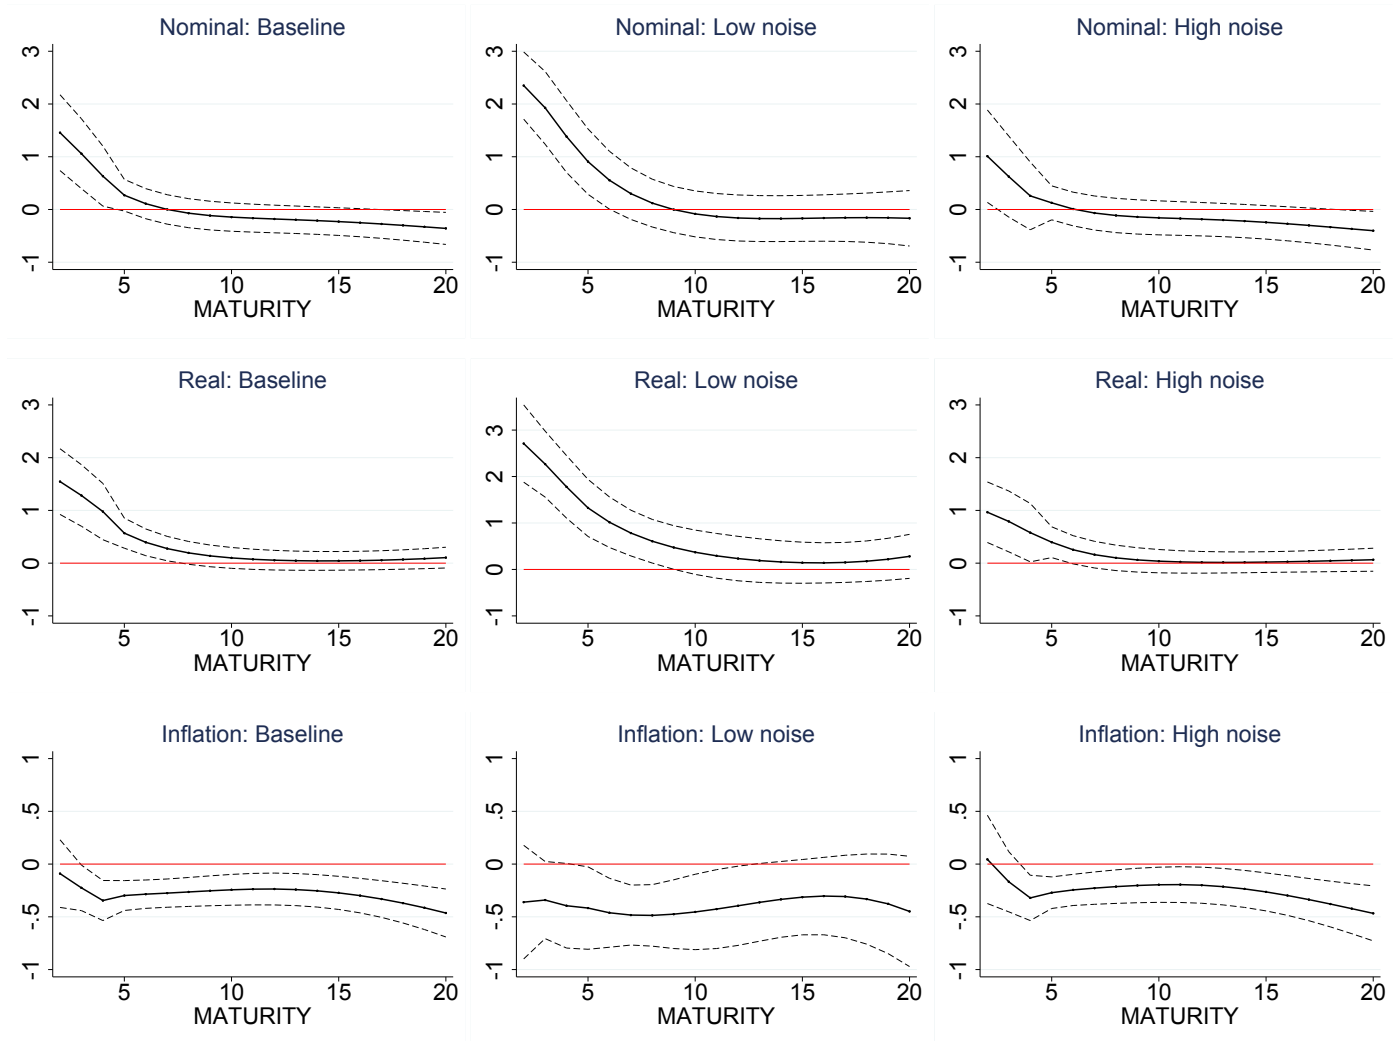 Nominal: Baseline
3
2
1
0
-1
5 10 15 20
MATURITY
Nominal: Low noise
3
2
1
0
-1
5 10 15 20
MATURITY
Nominal: High noise
3
2
1
0
-1
5 10 15 20
MATURITY
Real: Baseline
3
2
1
0
-1
5 10 15 20
MATURITY
Real: Low noise
3
2
1
0
-1
5 10 15 20
MATURITY
Real: High noise
3
2
1
0
-1
5 10 15 20
MATURITY
Inflation: Baseline
1
.5
0
-.5
-1
5 10 15 20
MATURITY
Inflation: Low noise
1
.5
0
-.5
-1
5 10 15 20
MATURITY
Inflation: High noise
1
.5
0
-.5
-1
5 10 15 20
MATURITY